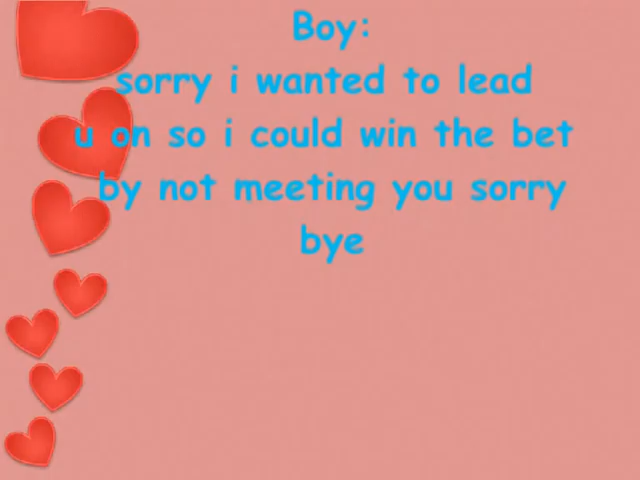 Boy:
sorry i wanted to lead
u on so i could win the bet
by not meeting you sorry
bye